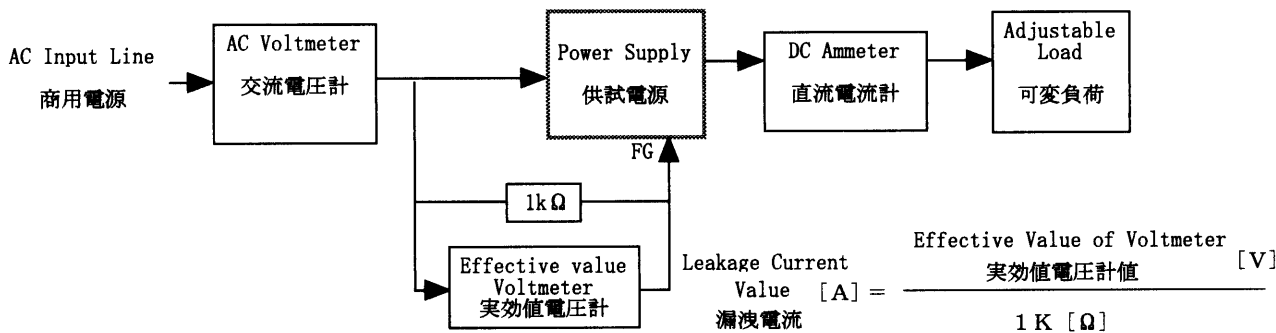 AC Input Line
商用電源
AC Voltmeter
交流電圧計
Power Supply
供試電源
DC Ammeter
直流電流計
Adjustable
Load
可変負荷
FG
1kΩ
Effective value
Voltmeter
実効値電圧計
Leakage Current
Value [A] =
漏洩電流
Effective Value of Voltmeter [V]
実効値電圧計値
1K [Ω]